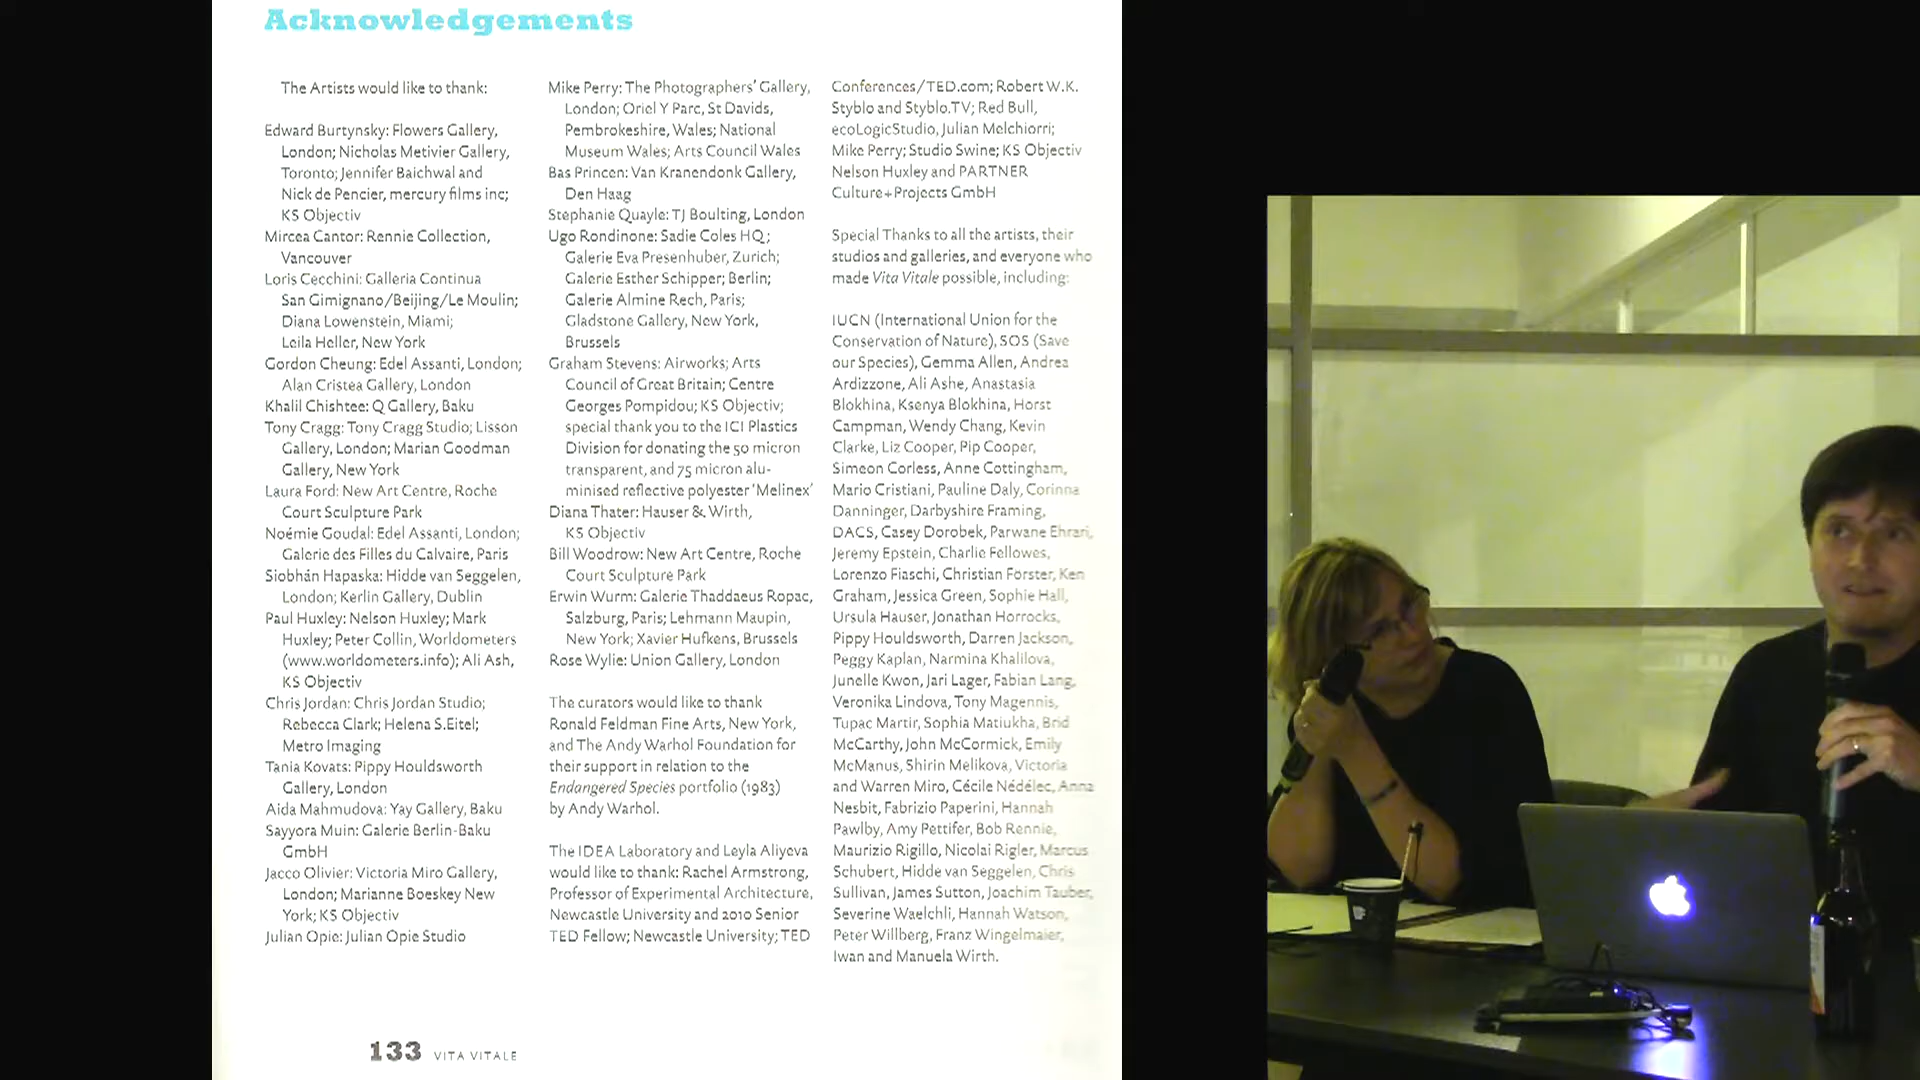 Acknowledgements
The Artists would like to thank:
Edward Burtynsky: Flowers Gallery,
London; Nicholas Metivier Gallery,
Toronto; Jennifer Baichwal and
Nick de Pencier, mercury films inc;
KS Objectiv
Mircea Cantor: Rennie Collection,
Vancouver
Loris Cecchini: Galleria Continua
San Gimignano/Beijing/Le Moulin;
Diana Lowenstein, Miami;
Leila Heller, New York
Gordon Cheung: Edel Assanti, London;
Alan Cristea Gallery, London
Khalil Chishtee: Q Gallery, Baku
Tony Cragg: Tony Cragg Studio; Lisson
Gallery, London; Marian Goodman
Gallery, New York
Laura Ford: New Art Centre, Roche
Court Sculpture Park
Noémie Goudal: Edel Assanti, London;
Galerie des Filles du Calvaire, Paris
Siobhán Hapaska: Hidde van Seggelen,
London; Kerlin Gallery, Dublin
Paul Huxley: Nelson Huxley; Mark
Huxley; Peter Collin, Worldometers
(www.worldometers.info); Ali Ash,
KS Objectiv
Chris Jordan: Chris Jordan Studio;
Rebecca Clark; Helena S.Eitel;
Metro Imaging
Tania Kovats: Pippy Houldsworth
Gallery, London
Aida Mahmudova: Yay Gallery, Baku
Sayyora Muin: Galerie Berlin-Baku
GmbH
Jacco Olivier: Victoria Miro Gallery,
London; Marianne Boeskey New
York; KS Objectiv
Julian Opie: Julian Opie Studio
Mike Perry: The Photographers' Gallery,
London; Oriel Y Parc, St Davids,
Pembrokeshire, Wales; National
Museum Wales; Arts Council Wales
Bas Princen: Van Kranendonk Gallery,
Den Haag
Stephanie Quayle: TJ Boulting, London
Ugo Rondinone: Sadie Coles HQ;
Galerie Eva Presenhuber, Zurich;
Galerie Esther Schipper; Berlin;
Galerie Almine Rech, Paris;
Gladstone Gallery, New York,
Brussels
Graham Stevens: Airworks; Arts
Council of Great Britain; Centre
Georges Pompidou; KS Objectiv;
special thank you to the ICI Plastics
Division for donating the 50 micron
transparent, and 75 micron alu-
minised reflective polyester 'Melinex'
Diana Thater: Hauser & Wirth,
KS Objectiv
Bill Woodrow: New Art Centre, Roche
Court Sculpture Park
Erwin Wurm: Galerie Thaddaeus Ropac,
Salzburg, Paris; Lehmann Maupin,
New York; Xavier Hufkens, Brussels
Rose Wylie: Union Gallery, London
The curators would like to thank
Ronald Feldman Fine Arts, New York,
and The Andy Warhol Foundation for
their support in relation to the
Endangered Species portfolio (1983)
by Andy Warhol.
The IDEA Laboratory and Leyla Aliyeva
would like to thank: Rachel Armstrong,
Professor of Experimental Architecture,
Newcastle University and 2010 Senior
TED Fellow; Newcastle University; TED
Conferences/TED.com; Robert W.K.
Styblo and Styblo.TV; Red Bull,
ecoLogicStudio, Julian Melchiorri;
Mike Perry; Studio Swine; KS Objectiv
Nelson Huxley and PARTNER
Culture+Projects GmbH
Special Thanks to all the artists, their
studios and galleries, and everyone who
made Vita Vitale possible, including:
IUCN (International Union for the
Conservation of Nature), SOS (Save
our Species), Gemma Allen, Andrea
Ardizzone, Ali Ashe, Anastasia
Blokhina, Ksenya Blokhina, Horst
Campman, Wendy Chang, Kevin
Clarke, Liz Cooper, Pip Cooper,
Simeon Corless, Anne Cottingham,
Mario Cristiani, Pauline Daly, Corinna
Danninger, Darbyshire Framing,
DACS, Casey Dorobek, Parwane Ehrari,
Jeremy Epstein, Charlie Fellowes,
Lorenzo Fiaschi, Christian Forster, Ken
Graham, Jessica Green, Sophie Hall,
Ursula Hauser, Jonathan Horrocks,
Pippy Houldsworth, Darren Jackson,
Peggy Kaplan, Narmina Khalilova,
Junelle Kwon, Jari Lager, Fabian Lang,
Veronika Lindova, Tony Magennis,
Tupac Martir, Sophia Matiukha, Brid
McCarthy, John McCormick, Emily
McManus, Shirin Melikova, Victoria
and Warren Miro, Cécile Nédélec, Anna
Nesbit, Fabrizio Paperini, Hannah
Pawlby, Amy Pettifer, Bob Rennie,
Maurizio Rigillo, Nicolai Rigler, Marcus
Schubert, Hidde van Seggelen, Chris
Sullivan, James Sutton, Joachim Tauber,
Severine Waelchli, Hannah Watson,
Peter Willberg, Franz Wingelmaier,
Iwan and Manuela Wirth.
133 VITA VITALE